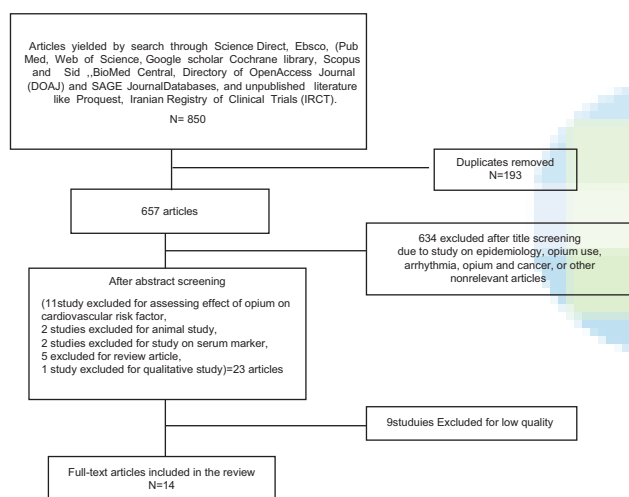 Articles yielded by search through Science Direct, Ebsco, (Pub
Med, Web of Science, Google scholar Cochrane library, Scopus
and Sid ,,BioMed Central, Directory of OpenAccess Journal
(DOAJ) and SAGE JournalDatabases, and unpublished literature
like Proquest, Iranian Registry of Clinical Trials (IRCT).
N= 850
Duplicates removed
N=193
657 articles
634 excluded after title screening
due to study on epidemiology, opium use,
arrhythmia, opium and cancer, or other
nonrelevant articles
After abstract screening
(11study excluded for assessing effect of opium on
cardiovascular risk factor,
2 studies excluded for animal study,
2 studies excluded for study on serum marker,
5 excluded for review article,
1 study excluded for qualitative study)=23 articles
9studuies Excluded for low quality
Full-text articles included in the review
N=14